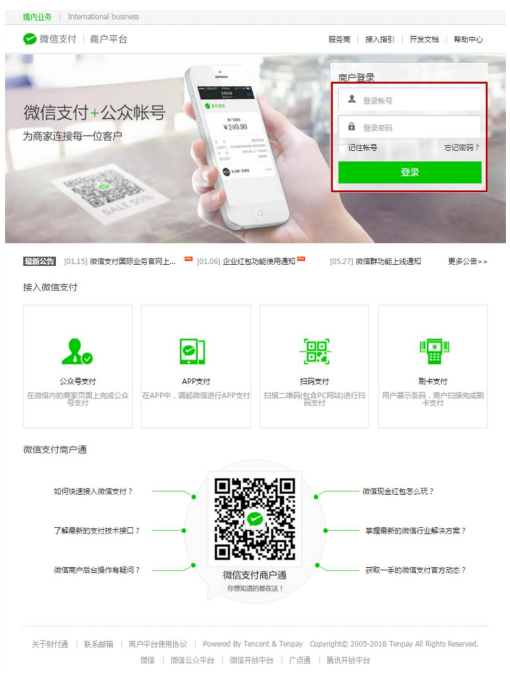 境内业务 | International business
微信支付 | 商户平台
服务商 | 接入指引 | 开发文档 | 帮助中心
商户登录
登录帐号
登录密码
记住帐号 忘记密码？
登录
微信支付+公众帐号
为商家连接每一位客户
¥249.99
SALE 50%
最新公告 [01.15] 微信支付国际业务官网上... [01.06] 企业红包功能使用通知 [05.27] 微信群功能上线通知 更多公告>>
接入微信支付
公众号支付
在微信内的商家页面上完成公众号支付
APP支付
在APP中，调起微信进行APP支付
扫码支付
扫描二维码(包含PC网站)进行扫码支付
刷卡支付
用户展示条码，商户扫描完成刷卡支付
微信支付商户通
如何快速接入微信支付？
了解最新的支付技术接口？
微信商户后台操作有疑问？
微信现金红包怎么玩？
掌握最新的微信行业解决方案？
获取一手的微信支付官方动态？
微信支付商户通
你想知道的都在这！
关于财付通 | 联系邮箱 | 商户平台使用协议 | Powered By Tencent & Tenpay Copyright© 2005-2016 Tenpay All Rights Reserved.
微信 | 微信公众平台 | 微信开放平台 | 广点通 | 腾讯开放平台